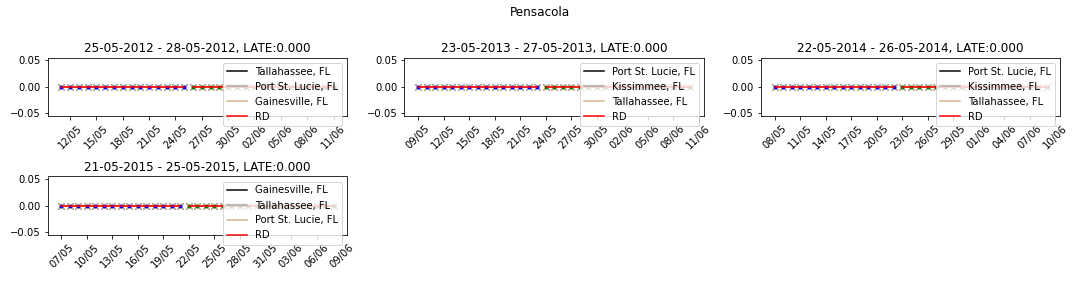 Pensacola
25-05-2012 - 28-05-2012, LATE:0.000
0.05
0.00
−0.05
Tallahassee, FL
Port St. Lucie, FL
Gainesville, FL
RD
12/05 15/05 18/05 21/05 24/05 27/05 30/05 02/06 05/06 08/06 11/06
23-05-2013 - 27-05-2013, LATE:0.000
0.05
0.00
−0.05
Port St. Lucie, FL
Kissimmee, FL
Tallahassee, FL
RD
09/05 12/05 15/05 18/05 21/05 24/05 27/05 30/05 02/06 05/06 08/06 11/06
22-05-2014 - 26-05-2014, LATE:0.000
0.05
0.00
−0.05
Port St. Lucie, FL
Kissimmee, FL
Tallahassee, FL
RD
08/05 11/05 14/05 17/05 20/05 23/05 26/05 29/05 01/06 04/06 07/06 10/06
21-05-2015 - 25-05-2015, LATE:0.000
0.05
0.00
−0.05
Gainesville, FL
Tallahassee, FL
Port St. Lucie, FL
RD
07/05 10/05 13/05 16/05 19/05 22/05 25/05 28/05 31/05 03/06 06/06 09/06